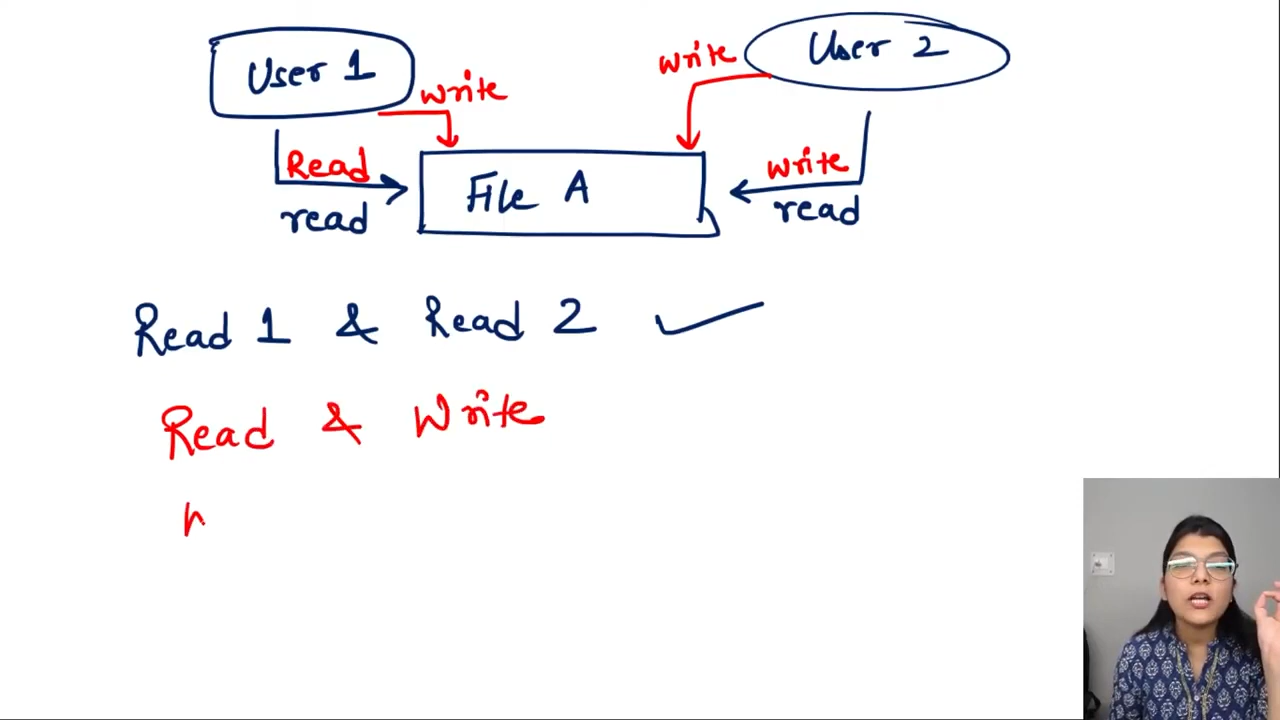 User 1
User 2
write
write
Read
write
read
read
File A
Read 1 & Read 2
Read & Write